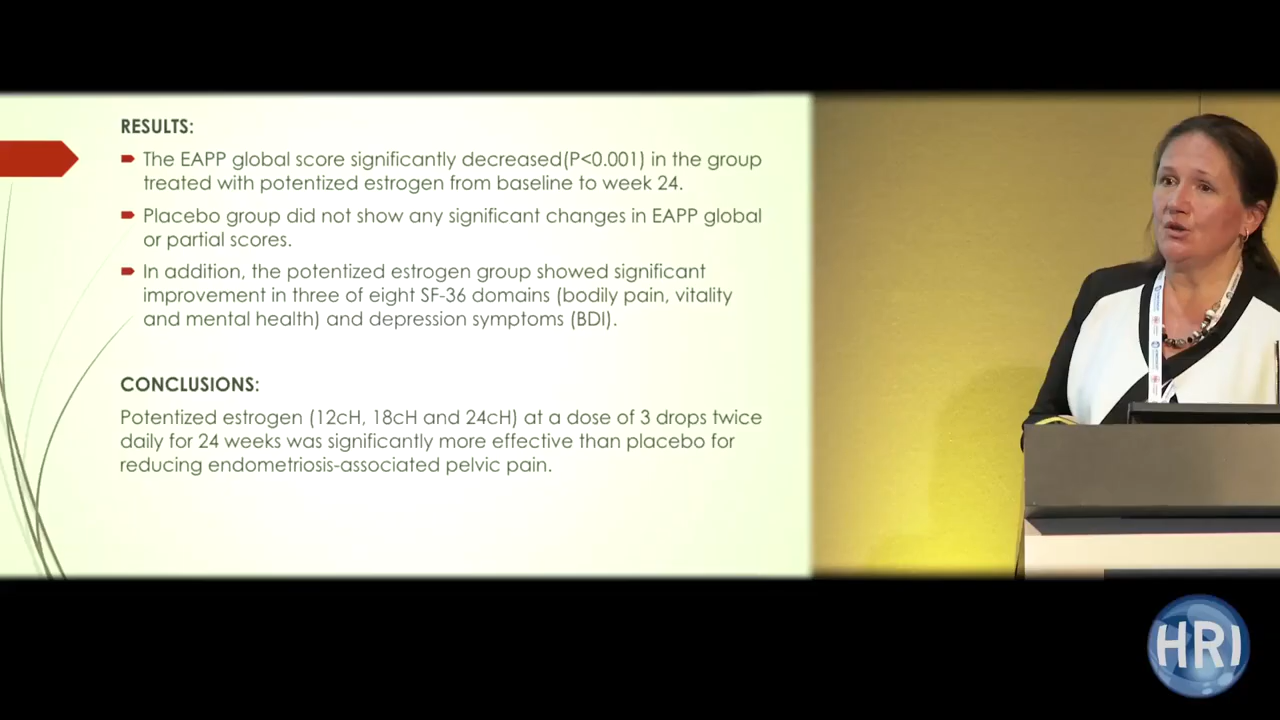 RESULTS:
The EAPP global score significantly decreased(P<0.001) in the group
treated with potentized estrogen from baseline to week 24.
Placebo group did not show any significant changes in EAPP global
or partial scores.
In addition, the potentized estrogen group showed significant
improvement in three of eight SF-36 domains (bodily pain, vitality
and mental health) and depression symptoms (BDI).
CONCLUSIONS:
Potentized estrogen (12cH, 18cH and 24cH) at a dose of 3 drops twice
daily for 24 weeks was significantly more effective than placebo for
reducing endometriosis-associated pelvic pain.
HRI